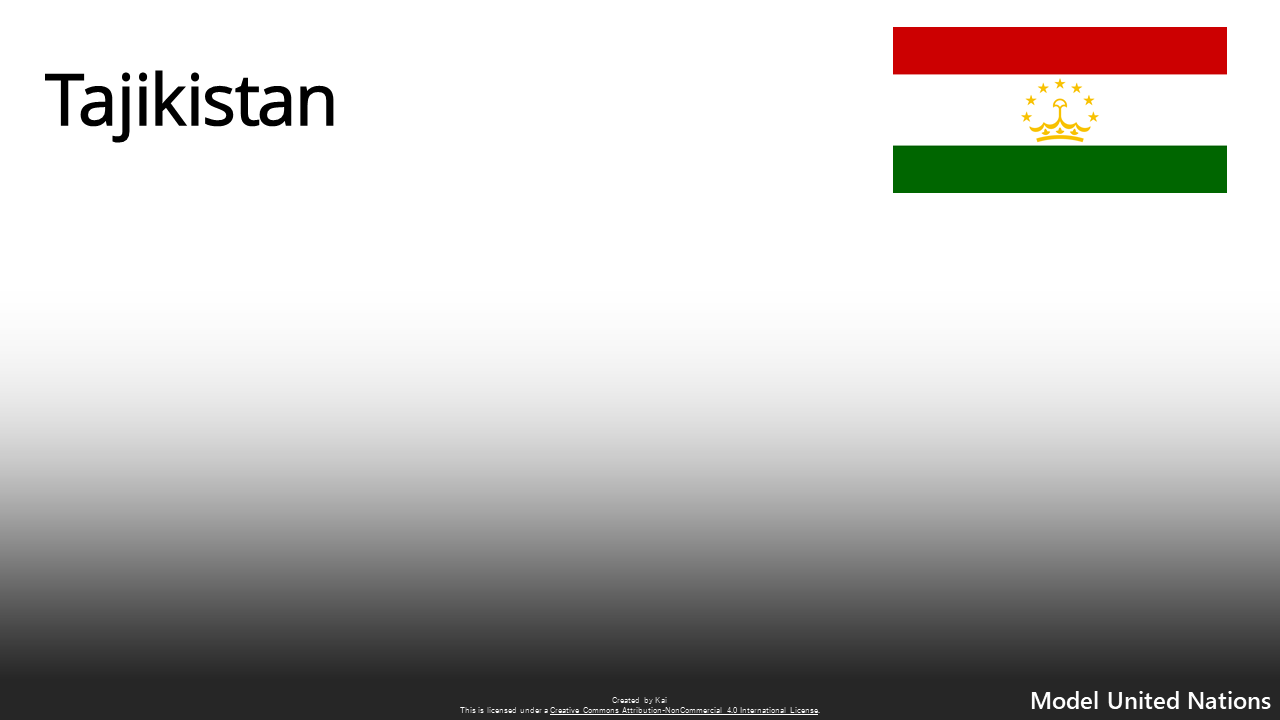 Tajikistan
Created by Kai
This is licensed under a Creative Commons Attribution-NonCommercial 4.0 International License.
Model United Nations